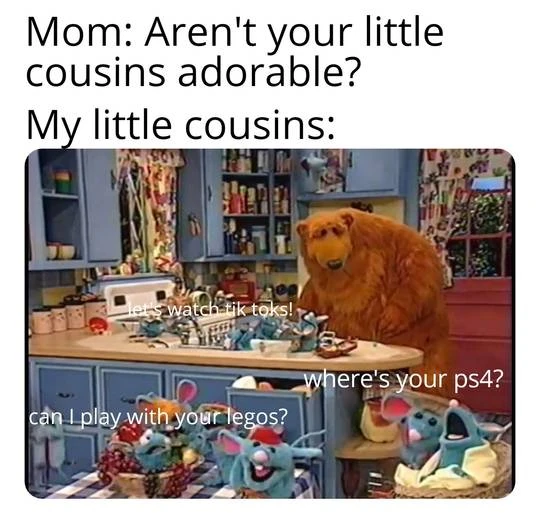 Mom: Aren't your little
cousins adorable?
My little cousins:
let's watch tik toks!
where's your ps4?
can I play with your legos?